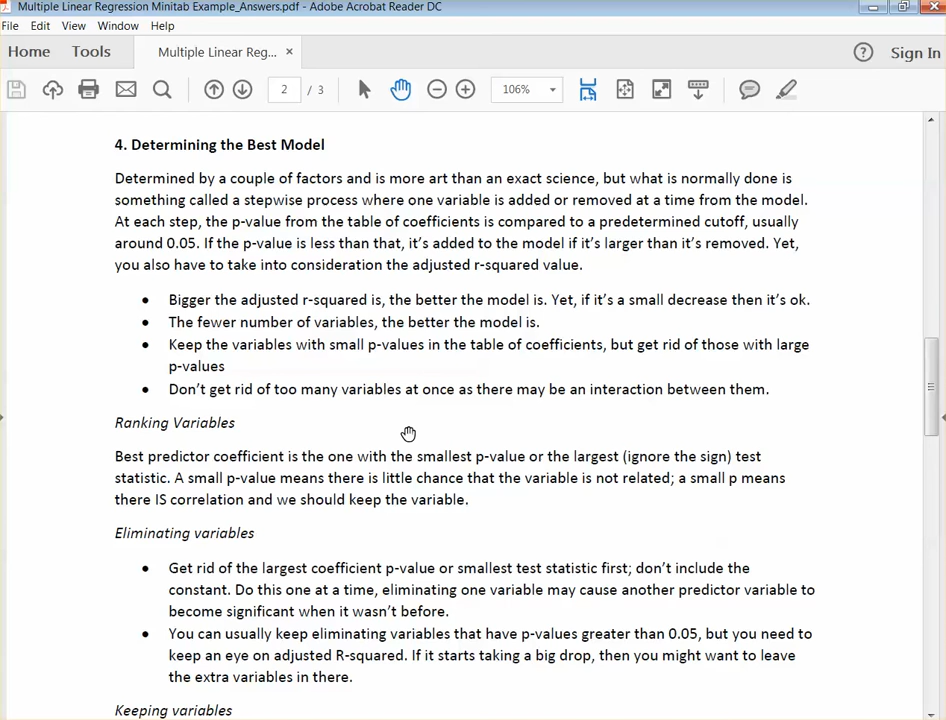 Multiple Linear Regression Minitab Example_Answers.pdf - Adobe Acrobat Reader DC
File Edit View Window Help
Home Tools Multiple Linear Reg... × ? Sign In
2 / 3 106%
4. Determining the Best Model
Determined by a couple of factors and is more art than an exact science, but what is normally done is
something called a stepwise process where one variable is added or removed at a time from the model.
At each step, the p-value from the table of coefficients is compared to a predetermined cutoff, usually
around 0.05. If the p-value is less than that, it's added to the model if it's larger than it's removed. Yet,
you also have to take into consideration the adjusted r-squared value.
• Bigger the adjusted r-squared is, the better the model is. Yet, if it's a small decrease then it's ok.
• The fewer number of variables, the better the model is.
• Keep the variables with small p-values in the table of coefficients, but get rid of those with large
p-values
• Don't get rid of too many variables at once as there may be an interaction between them.
Ranking Variables
Best predictor coefficient is the one with the smallest p-value or the largest (ignore the sign) test
statistic. A small p-value means there is little chance that the variable is not related; a small p means
there IS correlation and we should keep the variable.
Eliminating variables
• Get rid of the largest coefficient p-value or smallest test statistic first; don't include the
constant. Do this one at a time, eliminating one variable may cause another predictor variable to
become significant when it wasn't before.
• You can usually keep eliminating variables that have p-values greater than 0.05, but you need to
keep an eye on adjusted R-squared. If it starts taking a big drop, then you might want to leave
the extra variables in there.
Keeping variables